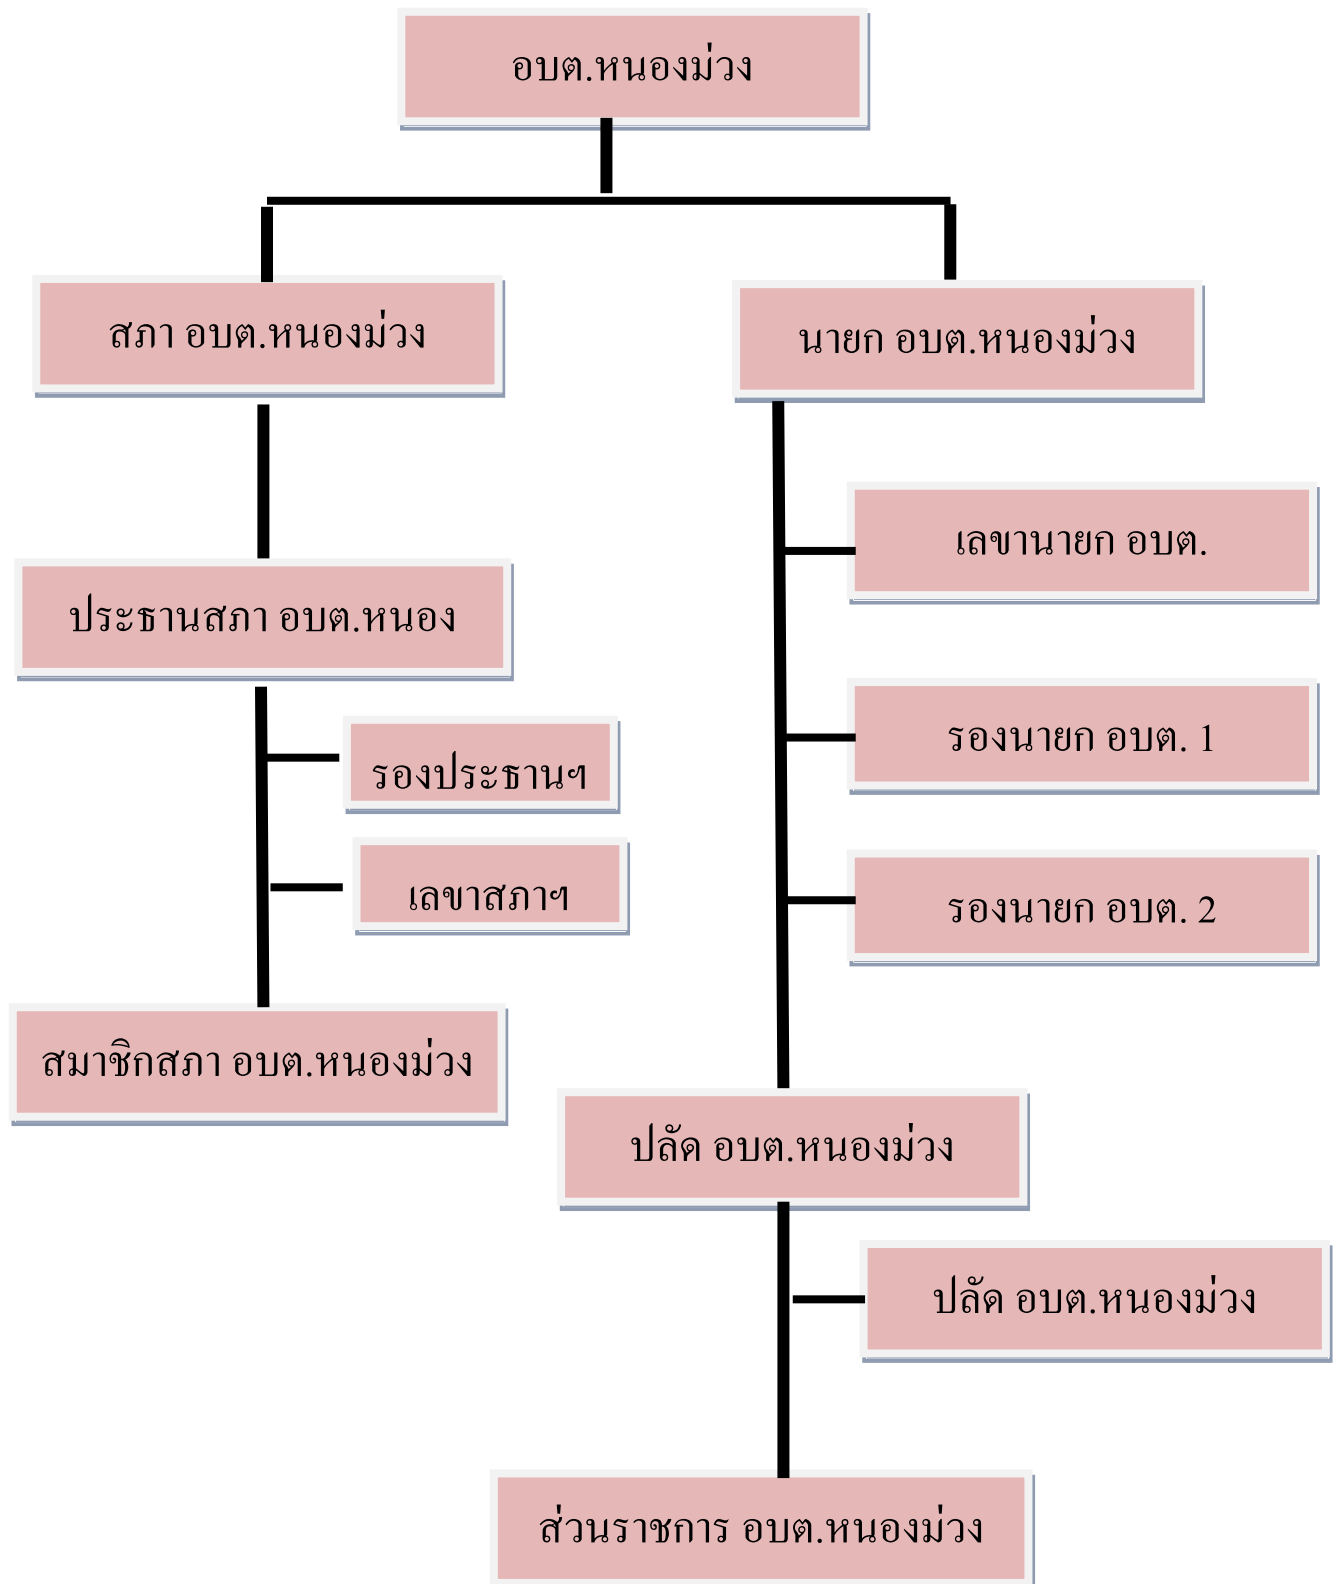 อบต.หนองม่วง
สภา อบต.หนองม่วง
นายก อบต.หนองม่วง
เลขานายก อบต.
ประธานสภา อบต.หนอง
รองนายก อบต. 1
รองประธานฯ
เลขาสภาฯ
รองนายก อบต. 2
สมาชิกสภา อบต.หนองม่วง
ปลัด อบต.หนองม่วง
ปลัด อบต.หนองม่วง
ส่วนราชการ อบต.หนองม่วง